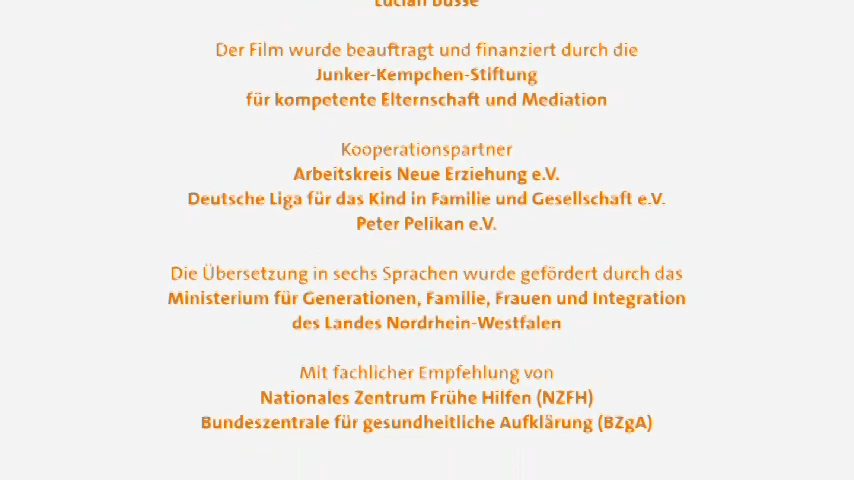 Lucian Busse
Der Film wurde beauftragt und finanziert durch die
Junker-Kempchen-Stiftung
für kompetente Elternschaft und Mediation
Kooperationspartner
Arbeitskreis Neue Erziehung e.V.
Deutsche Liga für das Kind in Familie und Gesellschaft e.V.
Peter Pelikan e.V.
Die Übersetzung in sechs Sprachen wurde gefördert durch das
Ministerium für Generationen, Familie, Frauen und Integration
des Landes Nordrhein-Westfalen
Mit fachlicher Empfehlung von
Nationales Zentrum Frühe Hilfen (NZFH)
Bundeszentrale für gesundheitliche Aufklärung (BZgA)